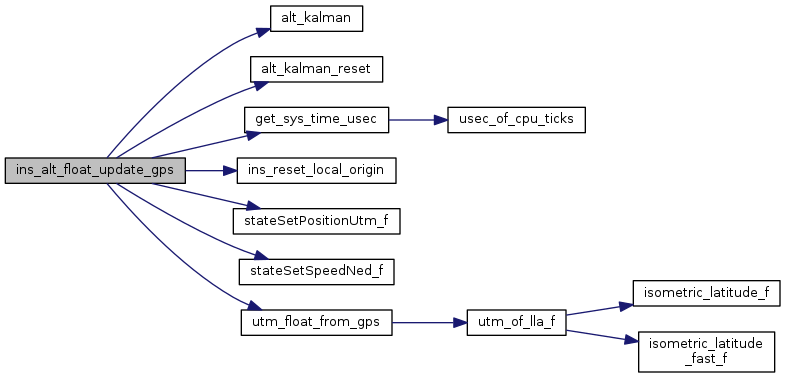 ins_alt_float_update_gps
alt_kalman
alt_kalman_reset
get_sys_time_usec
usec_of_cpu_ticks
ins_reset_local_origin
stateSetPositionUtm_f
stateSetSpeedNed_f
utm_float_from_gps
utm_of_lla_f
isometric_latitude_f
isometric_latitude
_fast_f